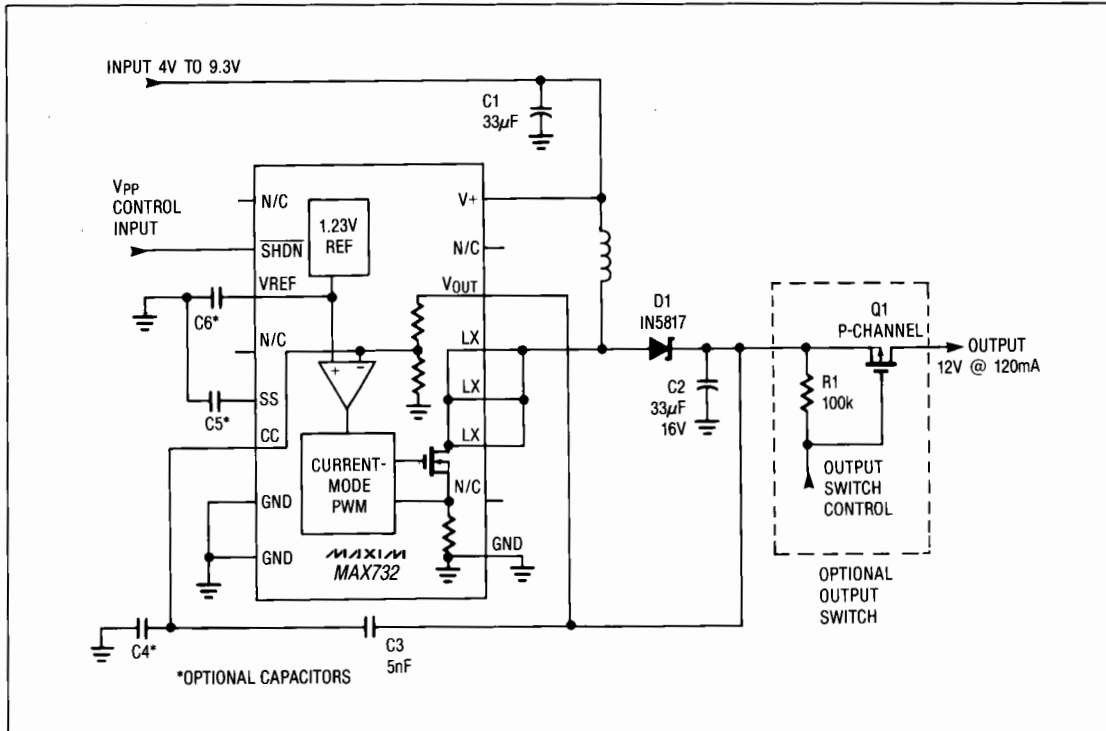 INPUT 4V TO 9.3V
C1
33µF
VPP
CONTROL
INPUT
N/C
1.23V
REF
V+
SHDN
N/C
VREF
VOUT
C6*
N/C
LX
D1
IN5817
Q1
P-CHANNEL
OUTPUT
12V @ 120mA
+
−
LX
C2
33µF
16V
R1
100k
SS
C5*
LX
CC
CURRENT-
MODE
PWM
N/C
OUTPUT
SWITCH
CONTROL
GND
GND
GND
MAXIM
MAX732
OPTIONAL
OUTPUT
SWITCH
C4*
C3
5nF
*OPTIONAL CAPACITORS